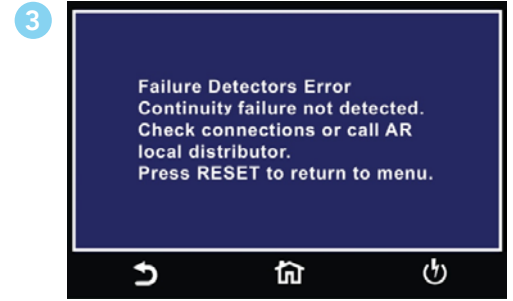 3
Failure Detectors Error
Continuity failure not detected.
Check connections or call AR
local distributor.
Press RESET to return to menu.